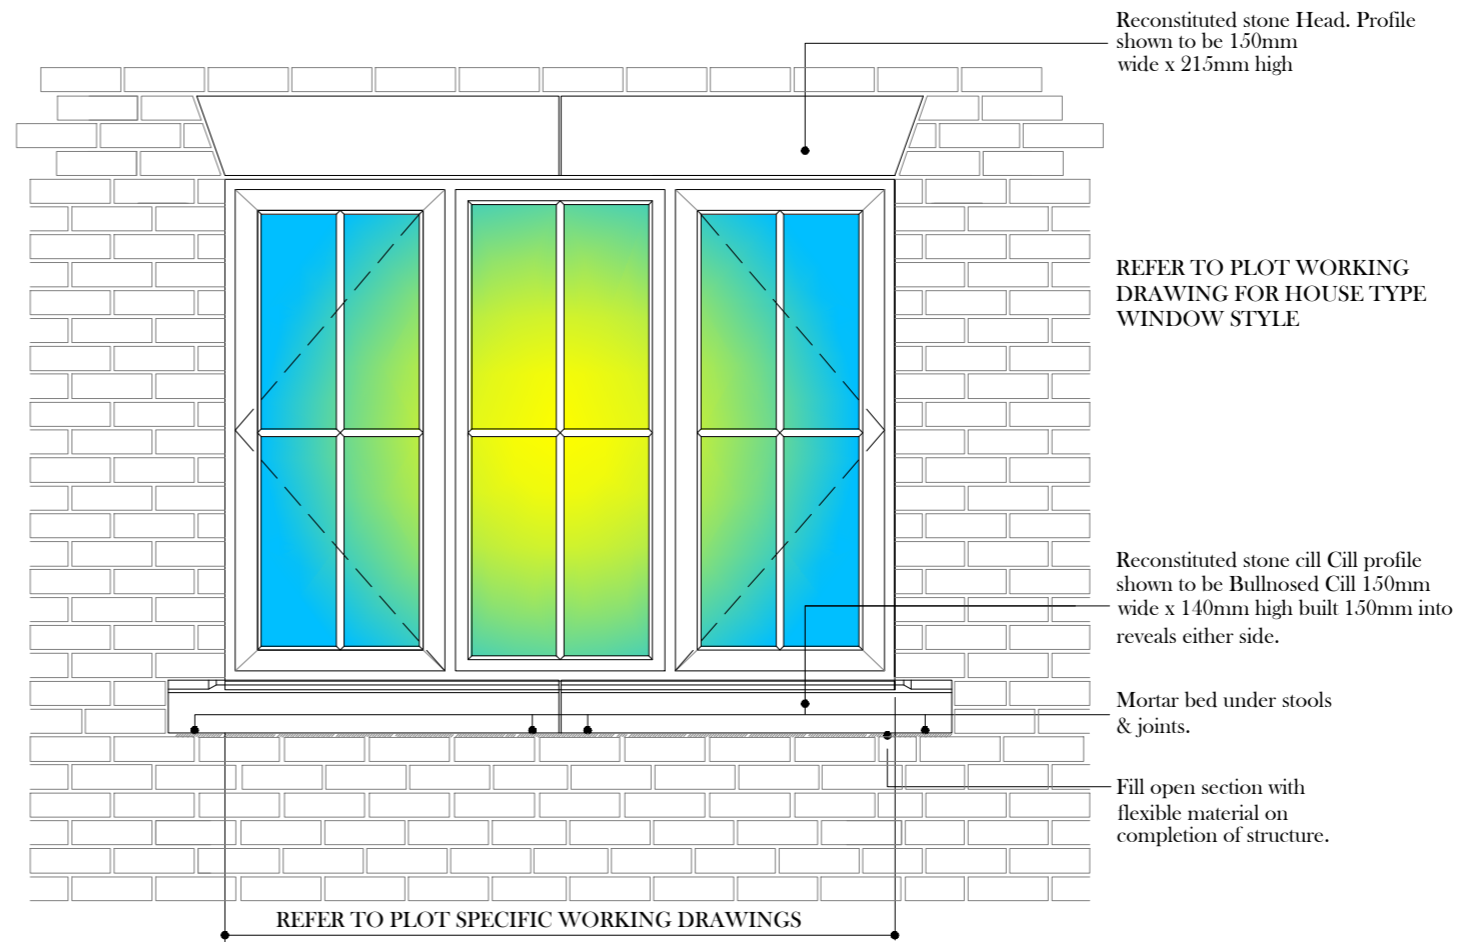 Reconstituted stone Head. Profile
shown to be 150mm
wide x 215mm high
REFER TO PLOT WORKING
DRAWING FOR HOUSE TYPE
WINDOW STYLE
Reconstituted stone cill Cill profile
shown to be Bullnosed Cill 150mm
wide x 140mm high built 150mm into
reveals either side.
Mortar bed under stools
& joints.
Fill open section with
flexible material on
completion of structure.
REFER TO PLOT SPECIFIC WORKING DRAWINGS